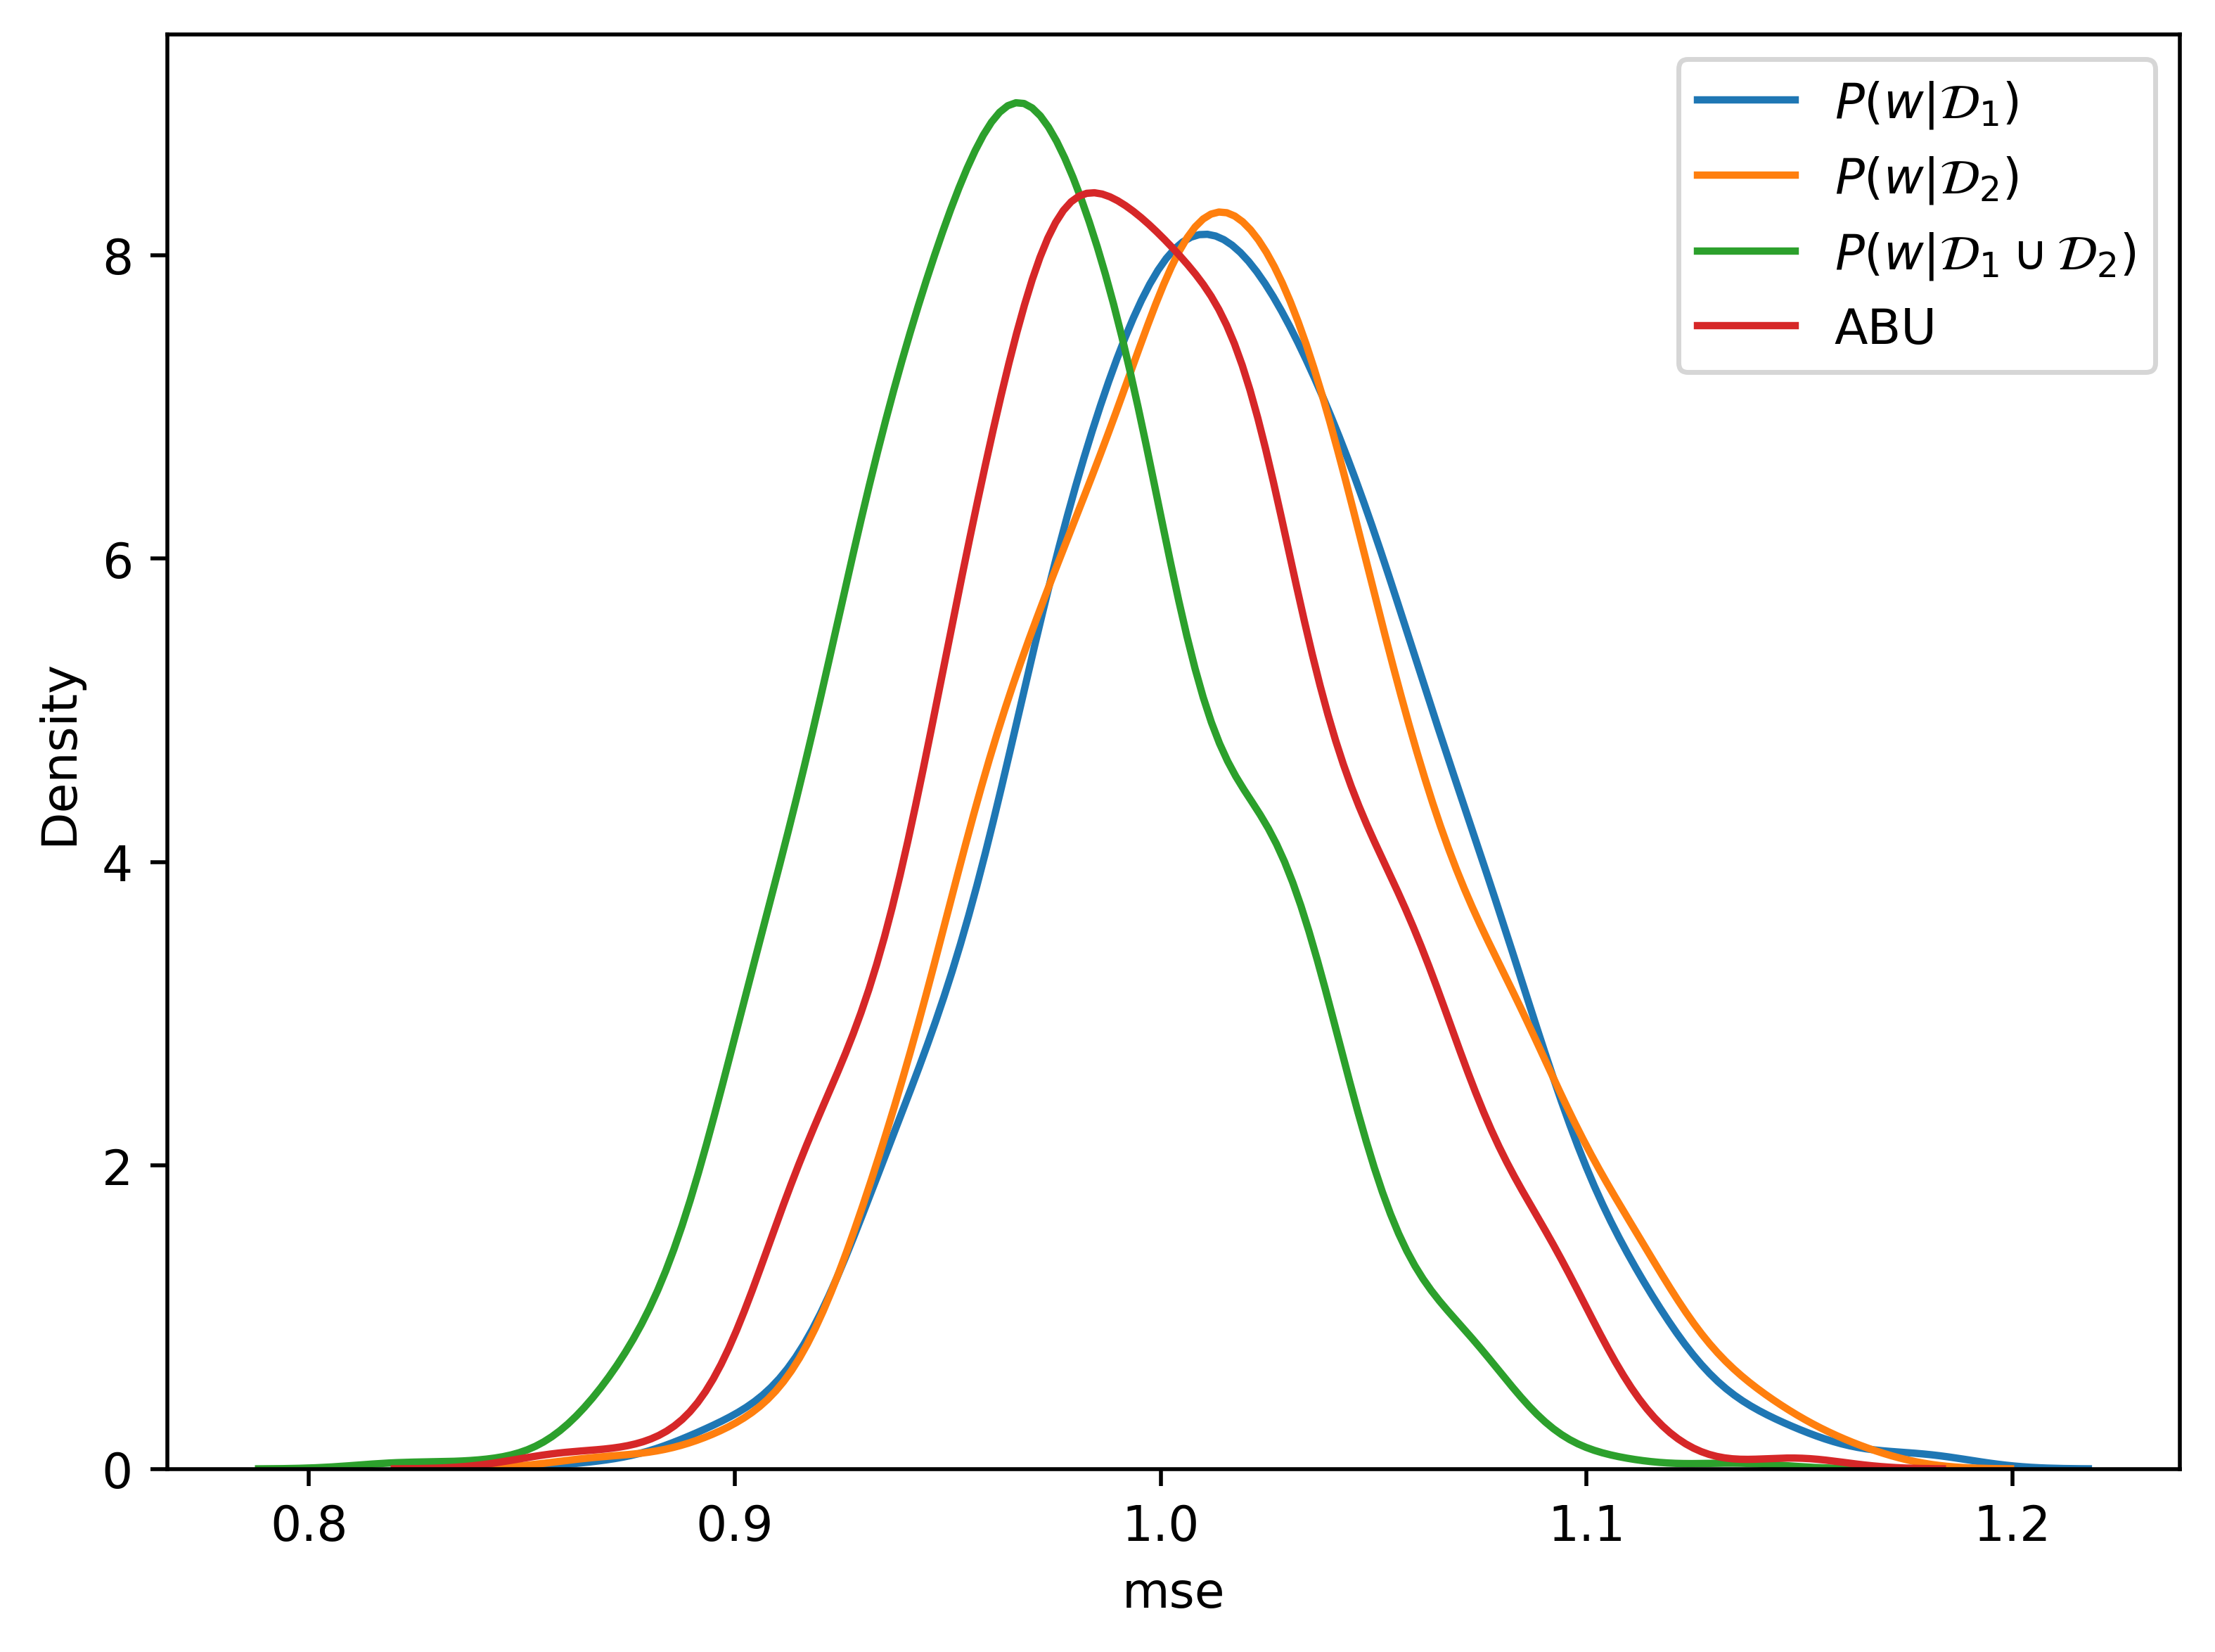 P(w|𝒟₁)
P(w|𝒟₂)
P(w|𝒟₁ ∪ 𝒟₂)
ABU
Density
8
6
4
2
0
0.8 0.9 1.0 1.1 1.2
mse